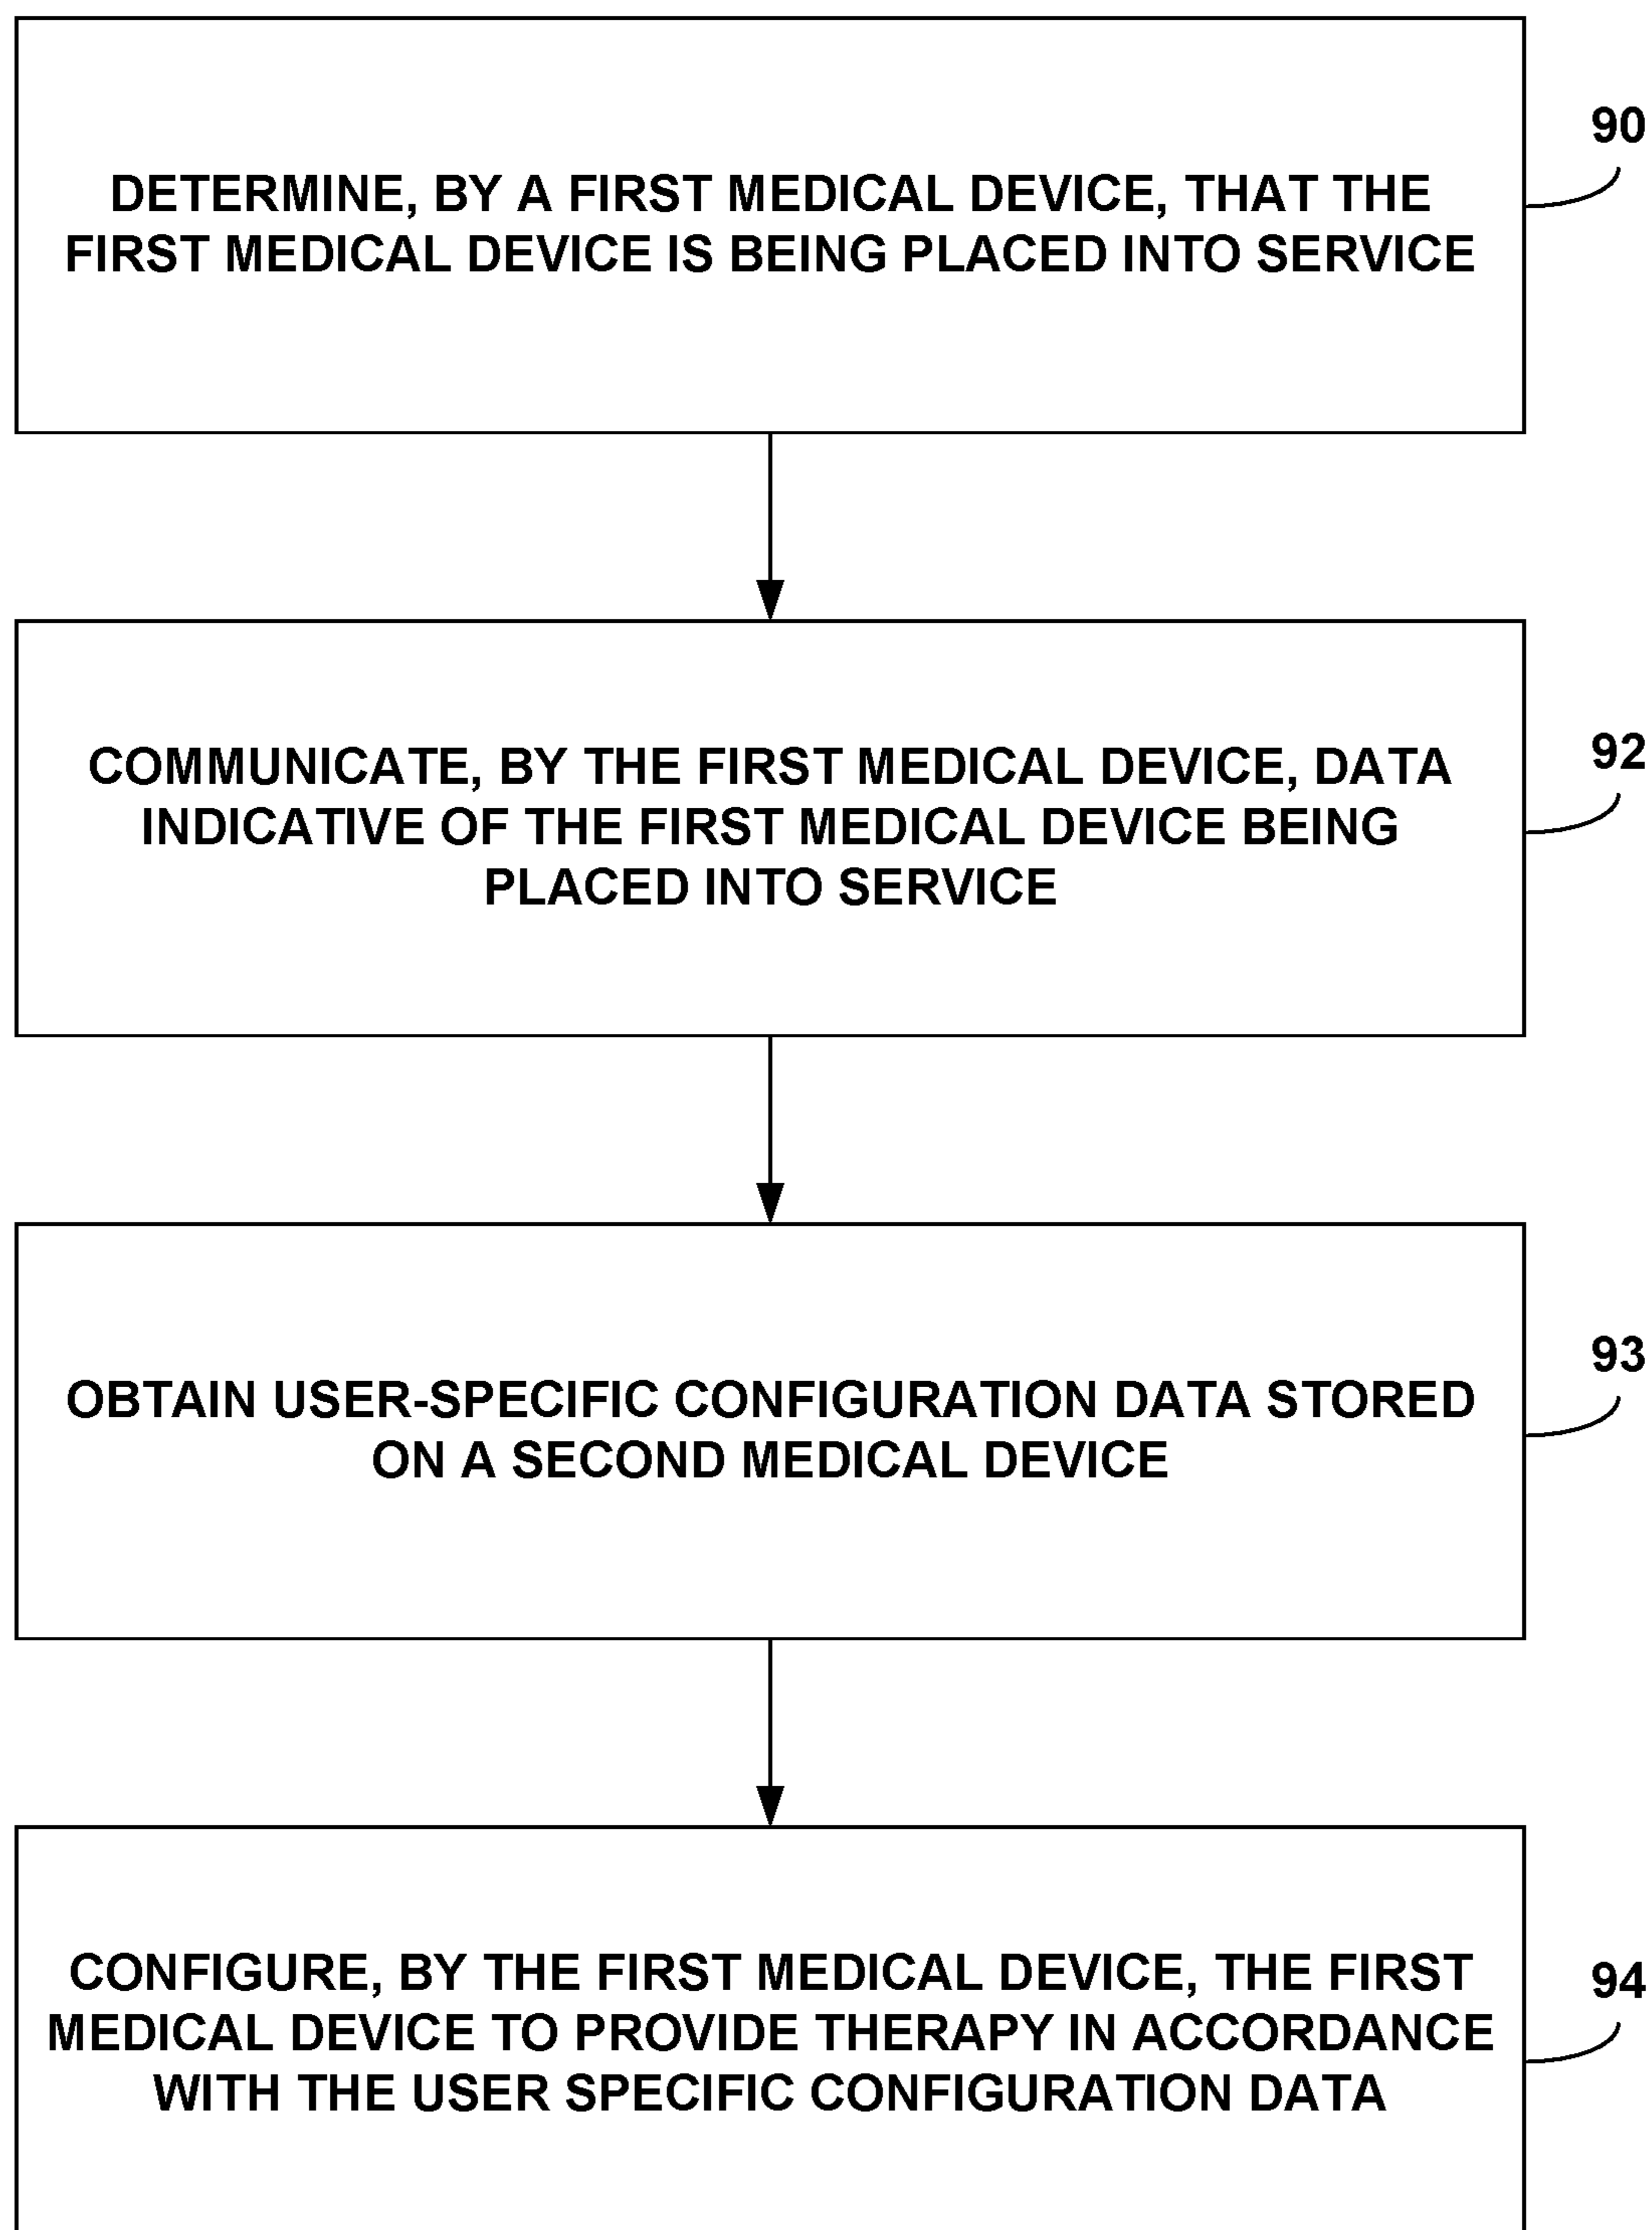 90
DETERMINE, BY A FIRST MEDICAL DEVICE, THAT THE
FIRST MEDICAL DEVICE IS BEING PLACED INTO SERVICE
92
COMMUNICATE, BY THE FIRST MEDICAL DEVICE, DATA
INDICATIVE OF THE FIRST MEDICAL DEVICE BEING
PLACED INTO SERVICE
93
OBTAIN USER-SPECIFIC CONFIGURATION DATA STORED
ON A SECOND MEDICAL DEVICE
94
CONFIGURE, BY THE FIRST MEDICAL DEVICE, THE FIRST
MEDICAL DEVICE TO PROVIDE THERAPY IN ACCORDANCE
WITH THE USER SPECIFIC CONFIGURATION DATA